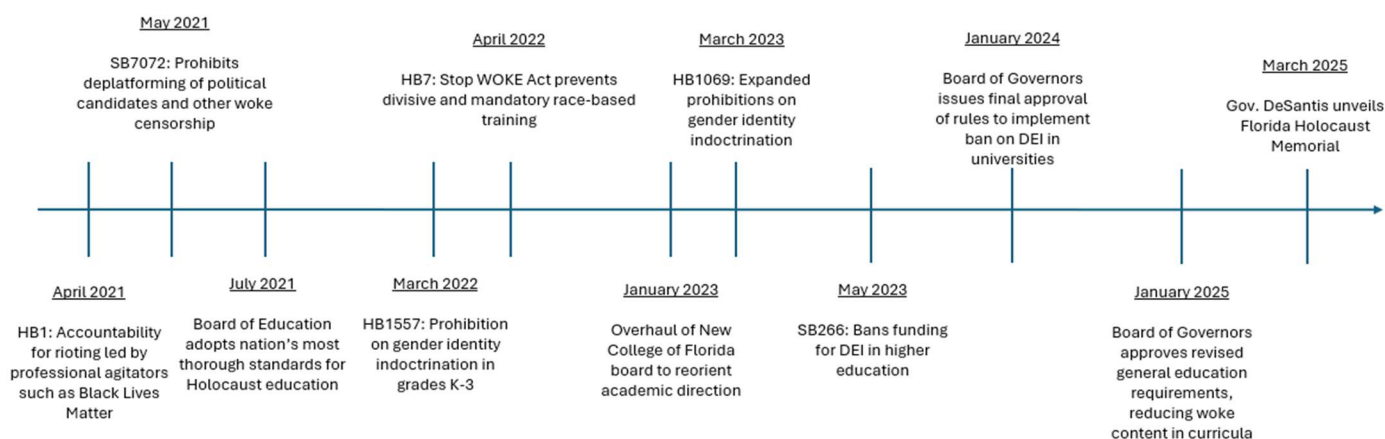 May 2021
SB7072: Prohibits
deplatforming of political
candidates and other woke
censorship
April 2022
HB7: Stop WOKE Act prevents
divisive and mandatory race-based
training
March 2023
HB1069: Expanded
prohibitions on
gender identity
indoctrination
January 2024
Board of Governors
issues final approval
of rules to implement
ban on DEI in
universities
March 2025
Gov. DeSantis unveils
Florida Holocaust
Memorial
April 2021
HB1: Accountability
for rioting led by
professional agitators
such as Black Lives
Matter
July 2021
Board of Education
adopts nation's most
thorough standards for
Holocaust education
March 2022
HB1557: Prohibition
on gender identity
indoctrination in
grades K-3
January 2023
Overhaul of New
College of Florida
board to reorient
academic direction
May 2023
SB266: Bans funding
for DEI in higher
education
January 2025
Board of Governors
approves revised
general education
requirements,
reducing woke
content in curricula